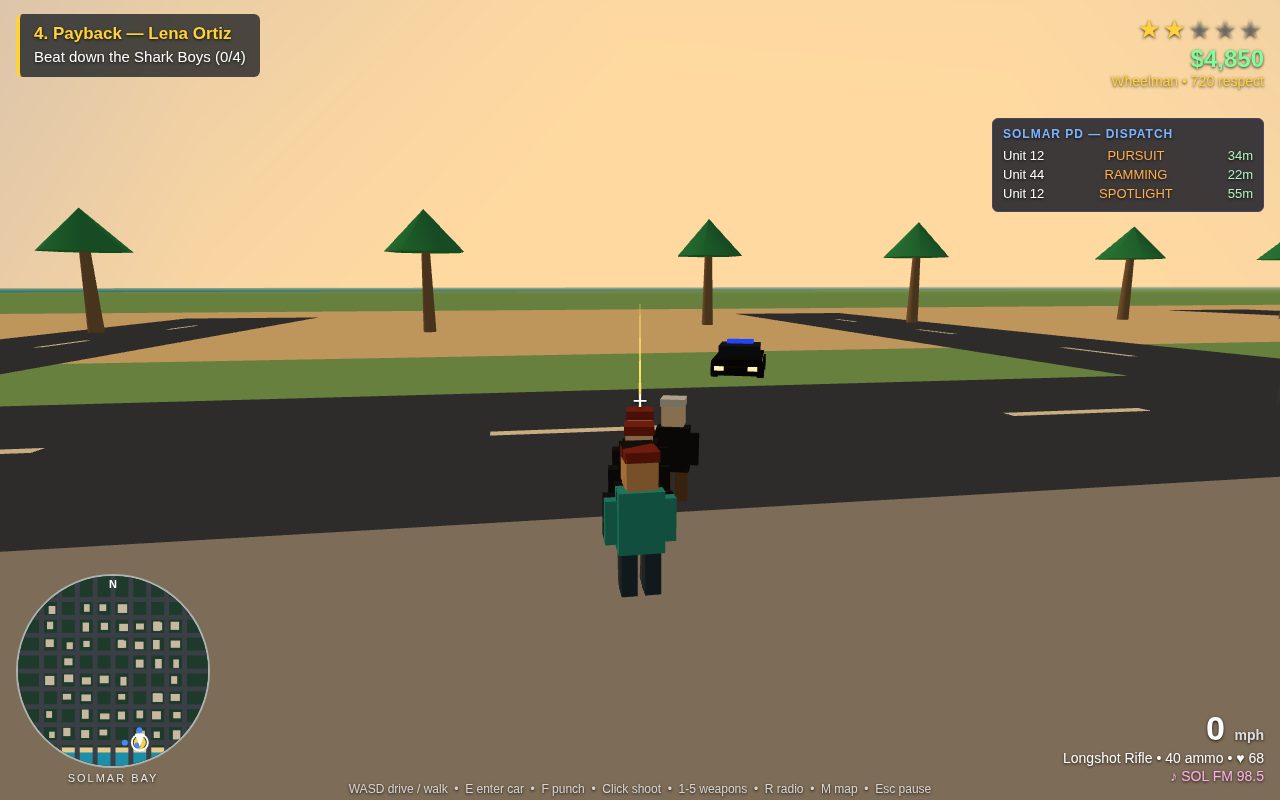 4. Payback — Lena Ortiz
Beat down the Shark Boys (0/4)
$4,850
Wheelman • 720 respect
SOLMAR PD — DISPATCH
Unit 12 PURSUIT 34m
Unit 44 RAMMING 22m
Unit 12 SPOTLIGHT 55m
N
SOLMAR BAY
0 mph
Longshot Rifle • 40 ammo • ♥ 68
♪ SOL FM 98.5
WASD drive / walk • E enter car • F punch • Click shoot • 1-5 weapons • R radio • M map • Esc pause